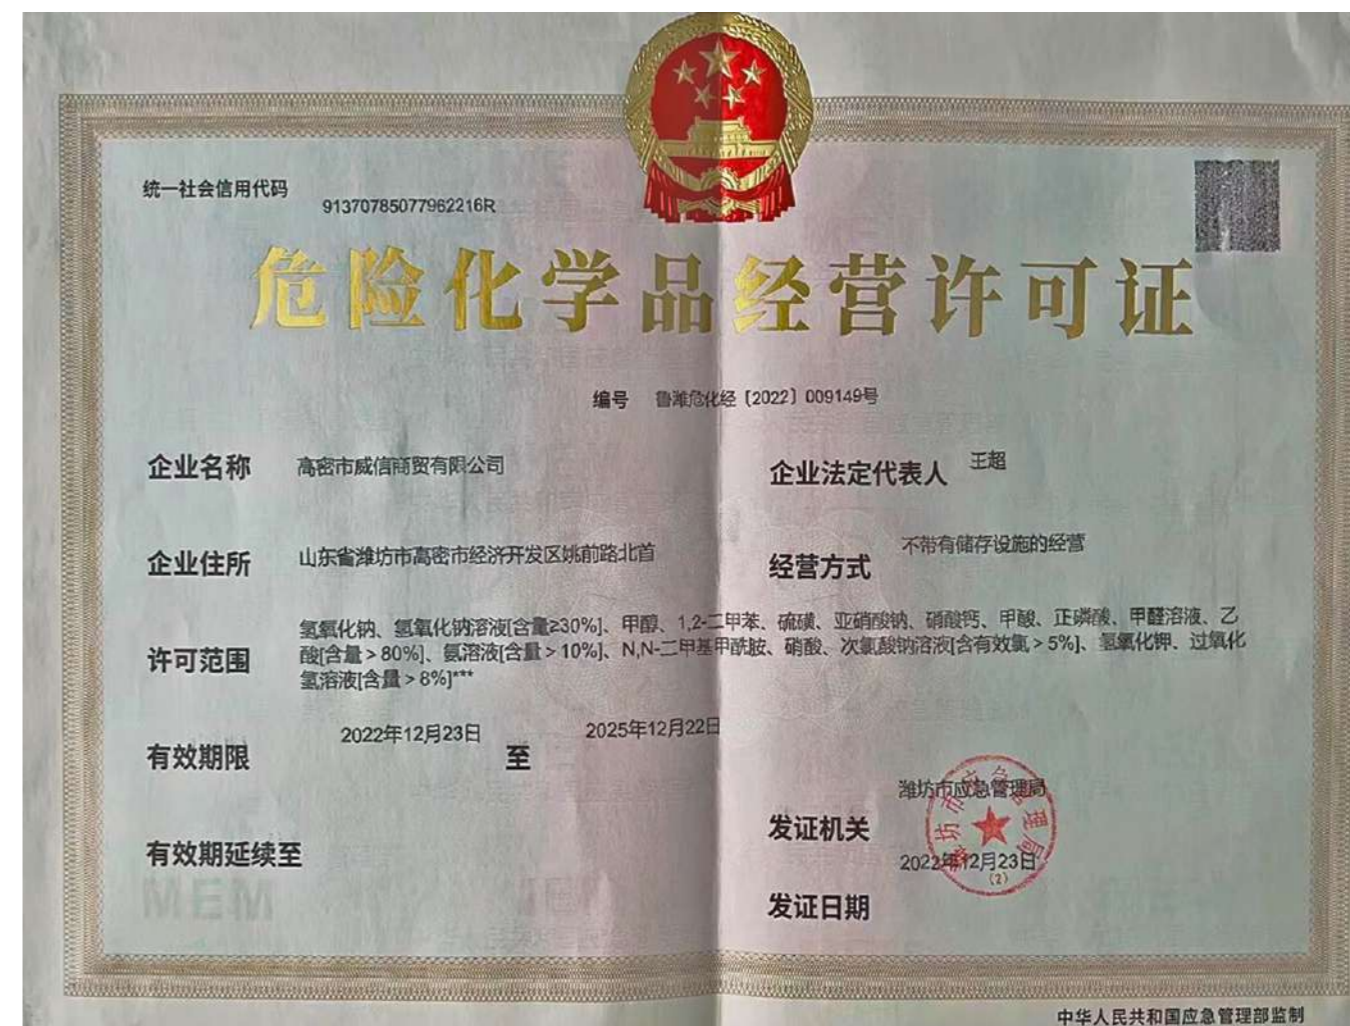 统一社会信用代码
91370785077962216R
危险化学品经营许可证
编号 鲁潍危化经〔2022〕009149号
企业名称 高密市威信商贸有限公司
企业法定代表人 王超
企业住所 山东省潍坊市高密市经济开发区姚前路北首
经营方式 不带有储存设施的经营
许可范围
氢氧化钠、氢氧化钠溶液[含量≥30%]、甲醇、1,2-二甲苯、硫磺、亚硝酸钠、硝酸钙、甲酸、正磷酸、甲醛溶液、乙
酸[含量＞80%]、氨溶液[含量＞10%]、N,N-二甲基甲酰胺、硝酸、次氯酸钠溶液[含有效氯＞5%]、氢氧化钾、过氧化
氢溶液[含量＞8%]***
有效期限 2022年12月23日 至 2025年12月22日
有效期延续至
发证机关 潍坊市应急管理局
潍坊市应急管理局
(2)
发证日期 2022年12月23日
MEM
中华人民共和国应急管理部监制